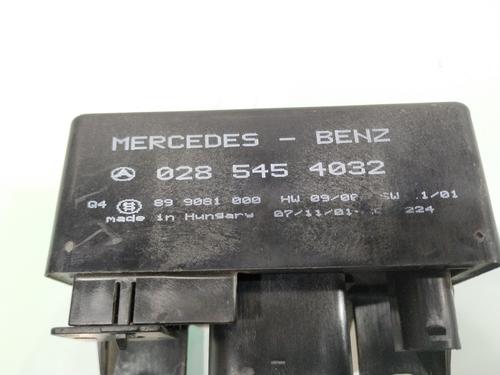 MERCEDES - BENZ
028 545 4032
Q4 89 9081 000 HW 09/00 SW 1/01
made in Hungary 07/11/01 224